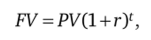 FV = PV(1 + r)^t,